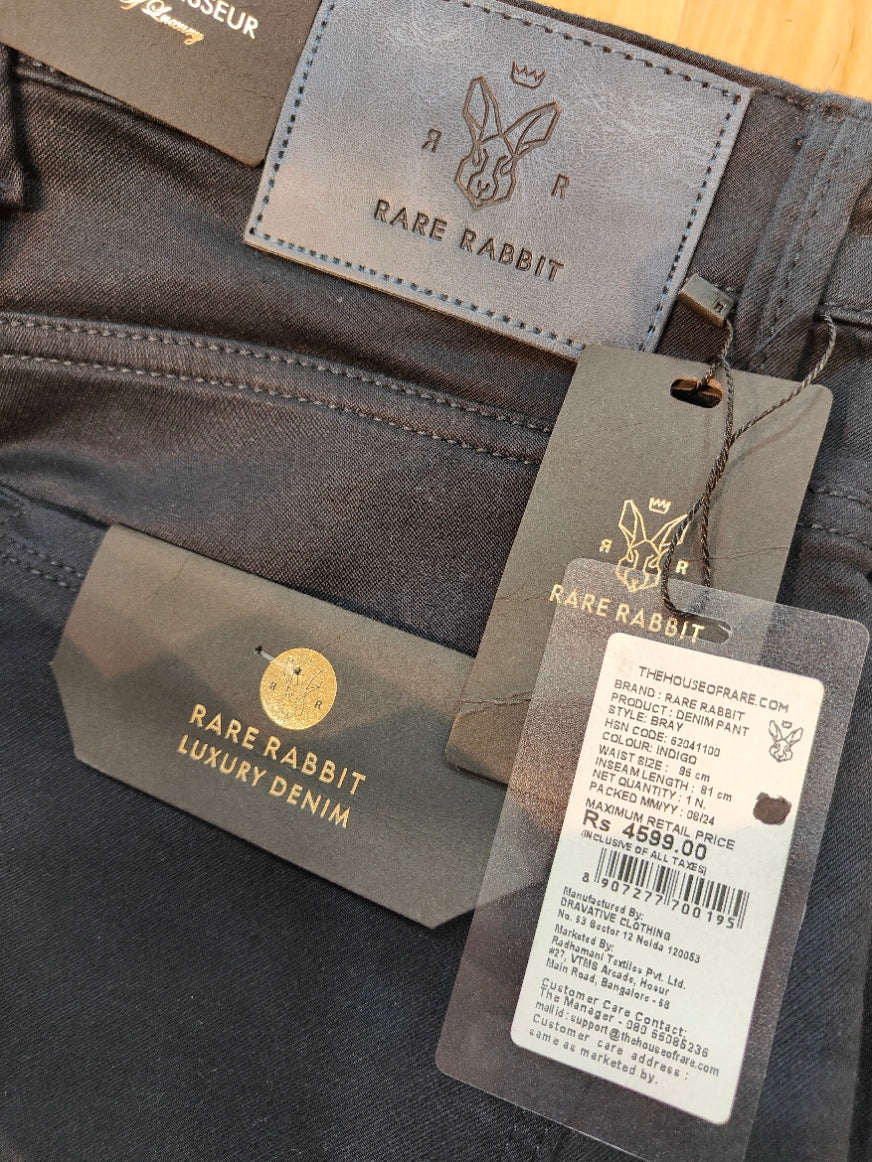 SSEUR
of Luxury
R R
RARE RABBIT
R R
RARE RABBIT
R R
RARE RABBIT
LUXURY DENIM
THEHOUSEOFRARE.COM
BRAND : RARE RABBIT
PRODUCT : DENIM PANT
STYLE: BRAY
HSN CODE: 62041100
COLOUR: INDIGO
WAIST SIZE : 96 cm
INSEAM LENGTH : 81 cm
NET QUANTITY : 1 N.
PACKED MM/YY : 08/24
MAXIMUM RETAIL PRICE
Rs 4599.00
(INCLUSIVE OF ALL TAXES)
8 907277 700195
Manufactured By:
DRAVATIVE CLOTHING
No. 53 Sector 12 Noida 120053
Marketed By:
Radhamani Textiles Pvt. Ltd.
#27, VTMS Arcade, Hosur
Main Road, Bangalore - 68
Customer Care Contact:
The Manager - 080 66085236
mail id : support@thehouseofrare.com
Customer care address :
same as marketed by.